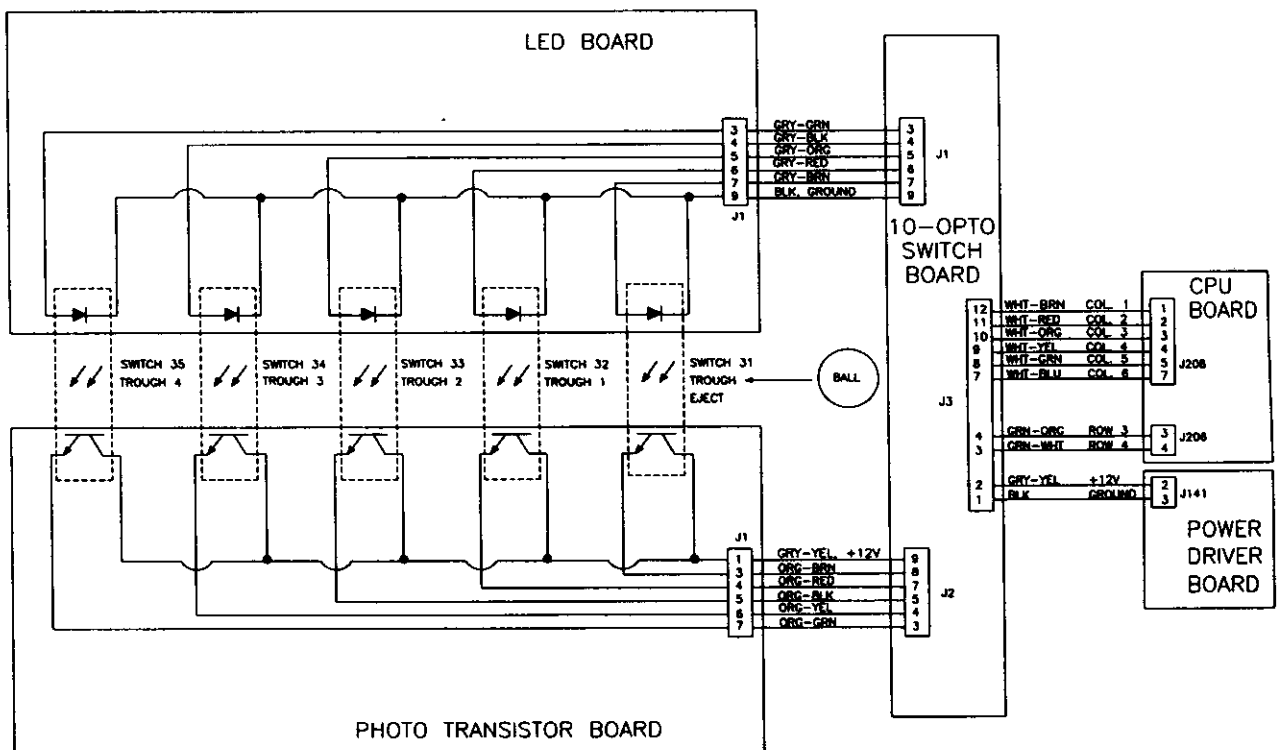 LED BOARD
3 GRY-GRN 3
4 GRY-BLK 4
5 GRY-ORG 5
6 GRY-RED 6
7 GRY-BRN 7
9 BLK, GROUND 9
J1
J1
10-OPTO
SWITCH
BOARD
CPU
BOARD
12 WHT-BRN COL. 1 1
11 WHT-RED COL. 2 2
10 WHT-ORG COL. 3 3
9 WHT-YEL COL. 4 4
8 WHT-GRN COL. 5 5
7 WHT-BLU COL. 6 7
J206
J3
4 GRN-ORG ROW 3 3
3 GRN-WHT ROW 4 4
J208
2 GRY-YEL +12V 2
1 BLK GROUND 3
J141
POWER
DRIVER
BOARD
SWITCH 35
TROUGH 4
SWITCH 34
TROUGH 3
SWITCH 33
TROUGH 2
SWITCH 32
TROUGH 1
SWITCH 31
TROUGH
EJECT
BALL
J1
1 GRY-YEL, +12V 9
3 ORG-BRN 8
4 ORG-RED 7
5 ORG-BLK 5
6 ORG-YEL 4
7 ORG-GRN 3
J2
PHOTO TRANSISTOR BOARD